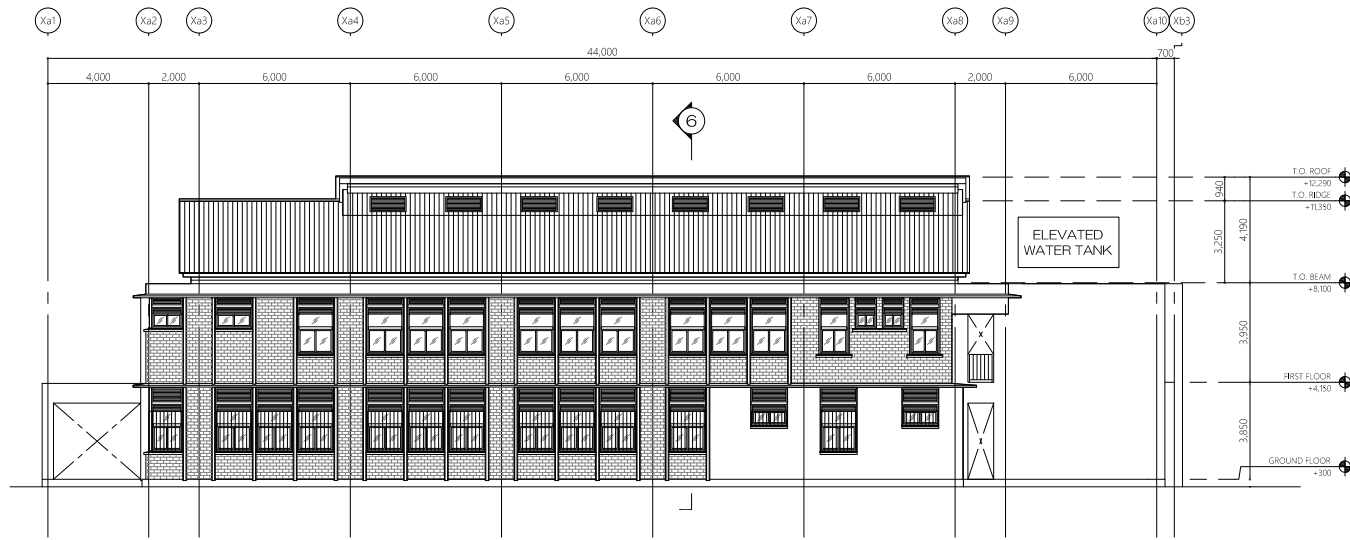 Xa1 Xa2 Xa3 Xa4 Xa5 Xa6 Xa7 Xa8 Xa9 Xa10 Xb3
44,000 700
4,000 2,000 6,000 6,000 6,000 6,000 6,000 2,000 6,000
6
T.O. ROOF
+12,290
940
T.O. RIDGE
+11,350
ELEVATED
WATER TANK
3,250
4,190
T.O. BEAM
+8,100
X
3,950
FIRST FLOOR
+4,150
X
3,850
GROUND FLOOR
+300